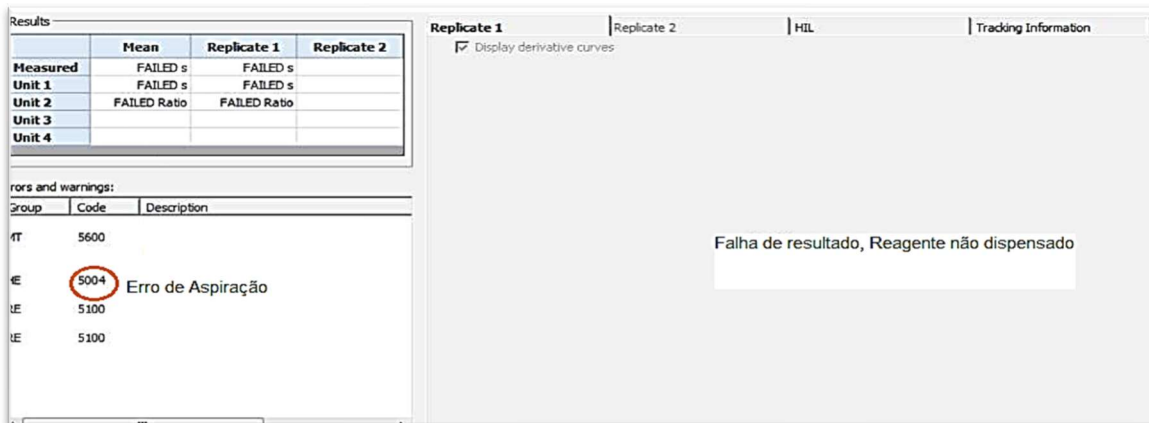 Results
Mean Replicate 1 Replicate 2
Measured FAILED s FAILED s
Unit 1 FAILED s FAILED s
Unit 2 FAILED Ratio FAILED Ratio
Unit 3
Unit 4
rors and warnings:
Group Code Description
MT 5600
5004 Erro de Aspiração
5100
5100
Replicate 1 Replicate 2 HIL Tracking Information
Display derivative curves
Falha de resultado, Reagente não dispensado